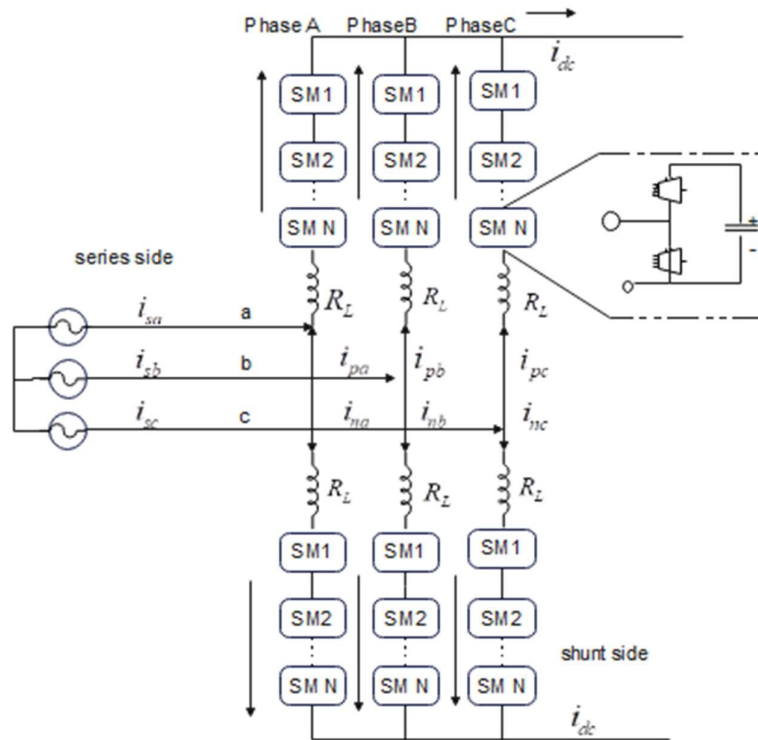 Phase A PhaseB PhaseC
i_dc
SM1 SM1 SM1
SM2 SM2 SM2
SM N SM N SM N
+
-
series side
R_L R_L R_L
i_sa a
i_sb b i_pa i_pb i_pc
i_sc c i_na i_nb i_nc
R_L R_L R_L
SM1 SM1 SM1
SM2 SM2 SM2
shunt side
SM N SM N SM N
i_dc